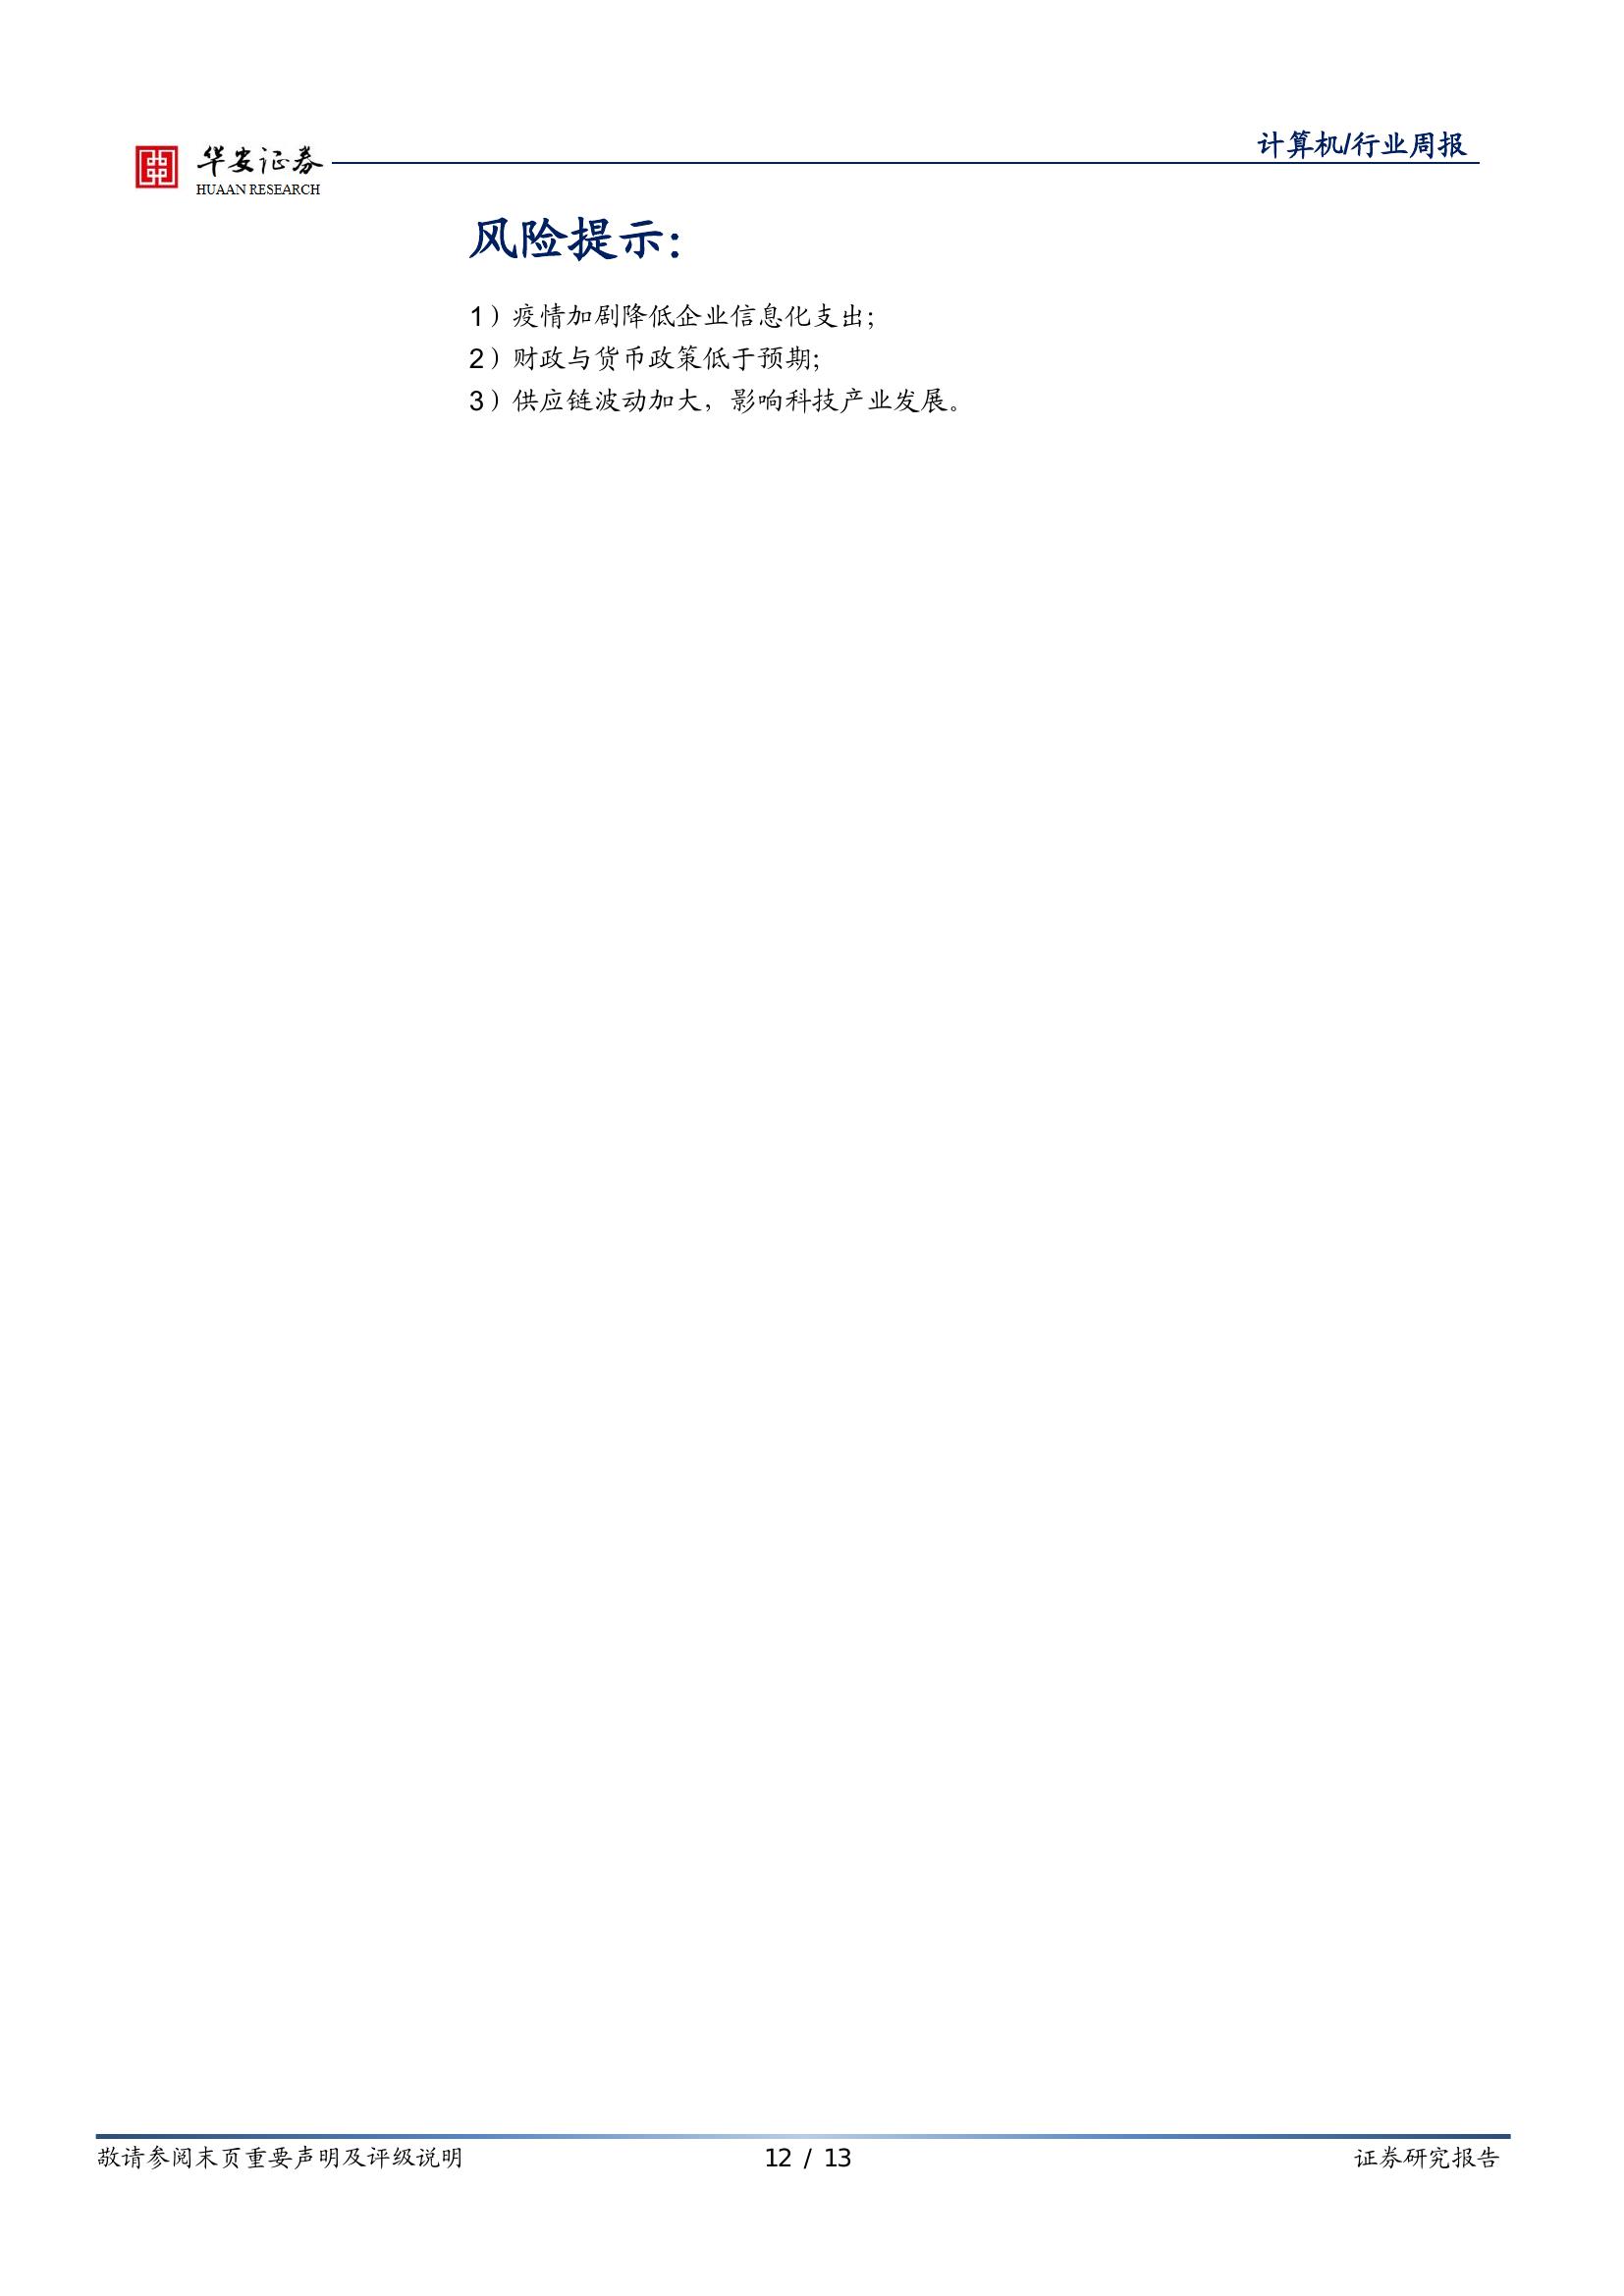 华安证券
HUAAN RESEARCH
计算机/行业周报
风险提示：
1）疫情加剧降低企业信息化支出；
2）财政与货币政策低于预期；
3）供应链波动加大，影响科技产业发展。
敬请参阅末页重要声明及评级说明
12 / 13
证券研究报告